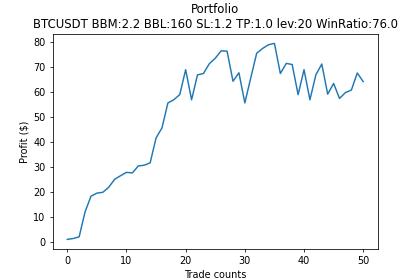 Portfolio
BTCUSDT BBM:2.2 BBL:160 SL:1.2 TP:1.0 lev:20 WinRatio:76.0
80
70
60
50
40
30
20
10
0
Profit ($)
0 10 20 30 40 50
Trade counts